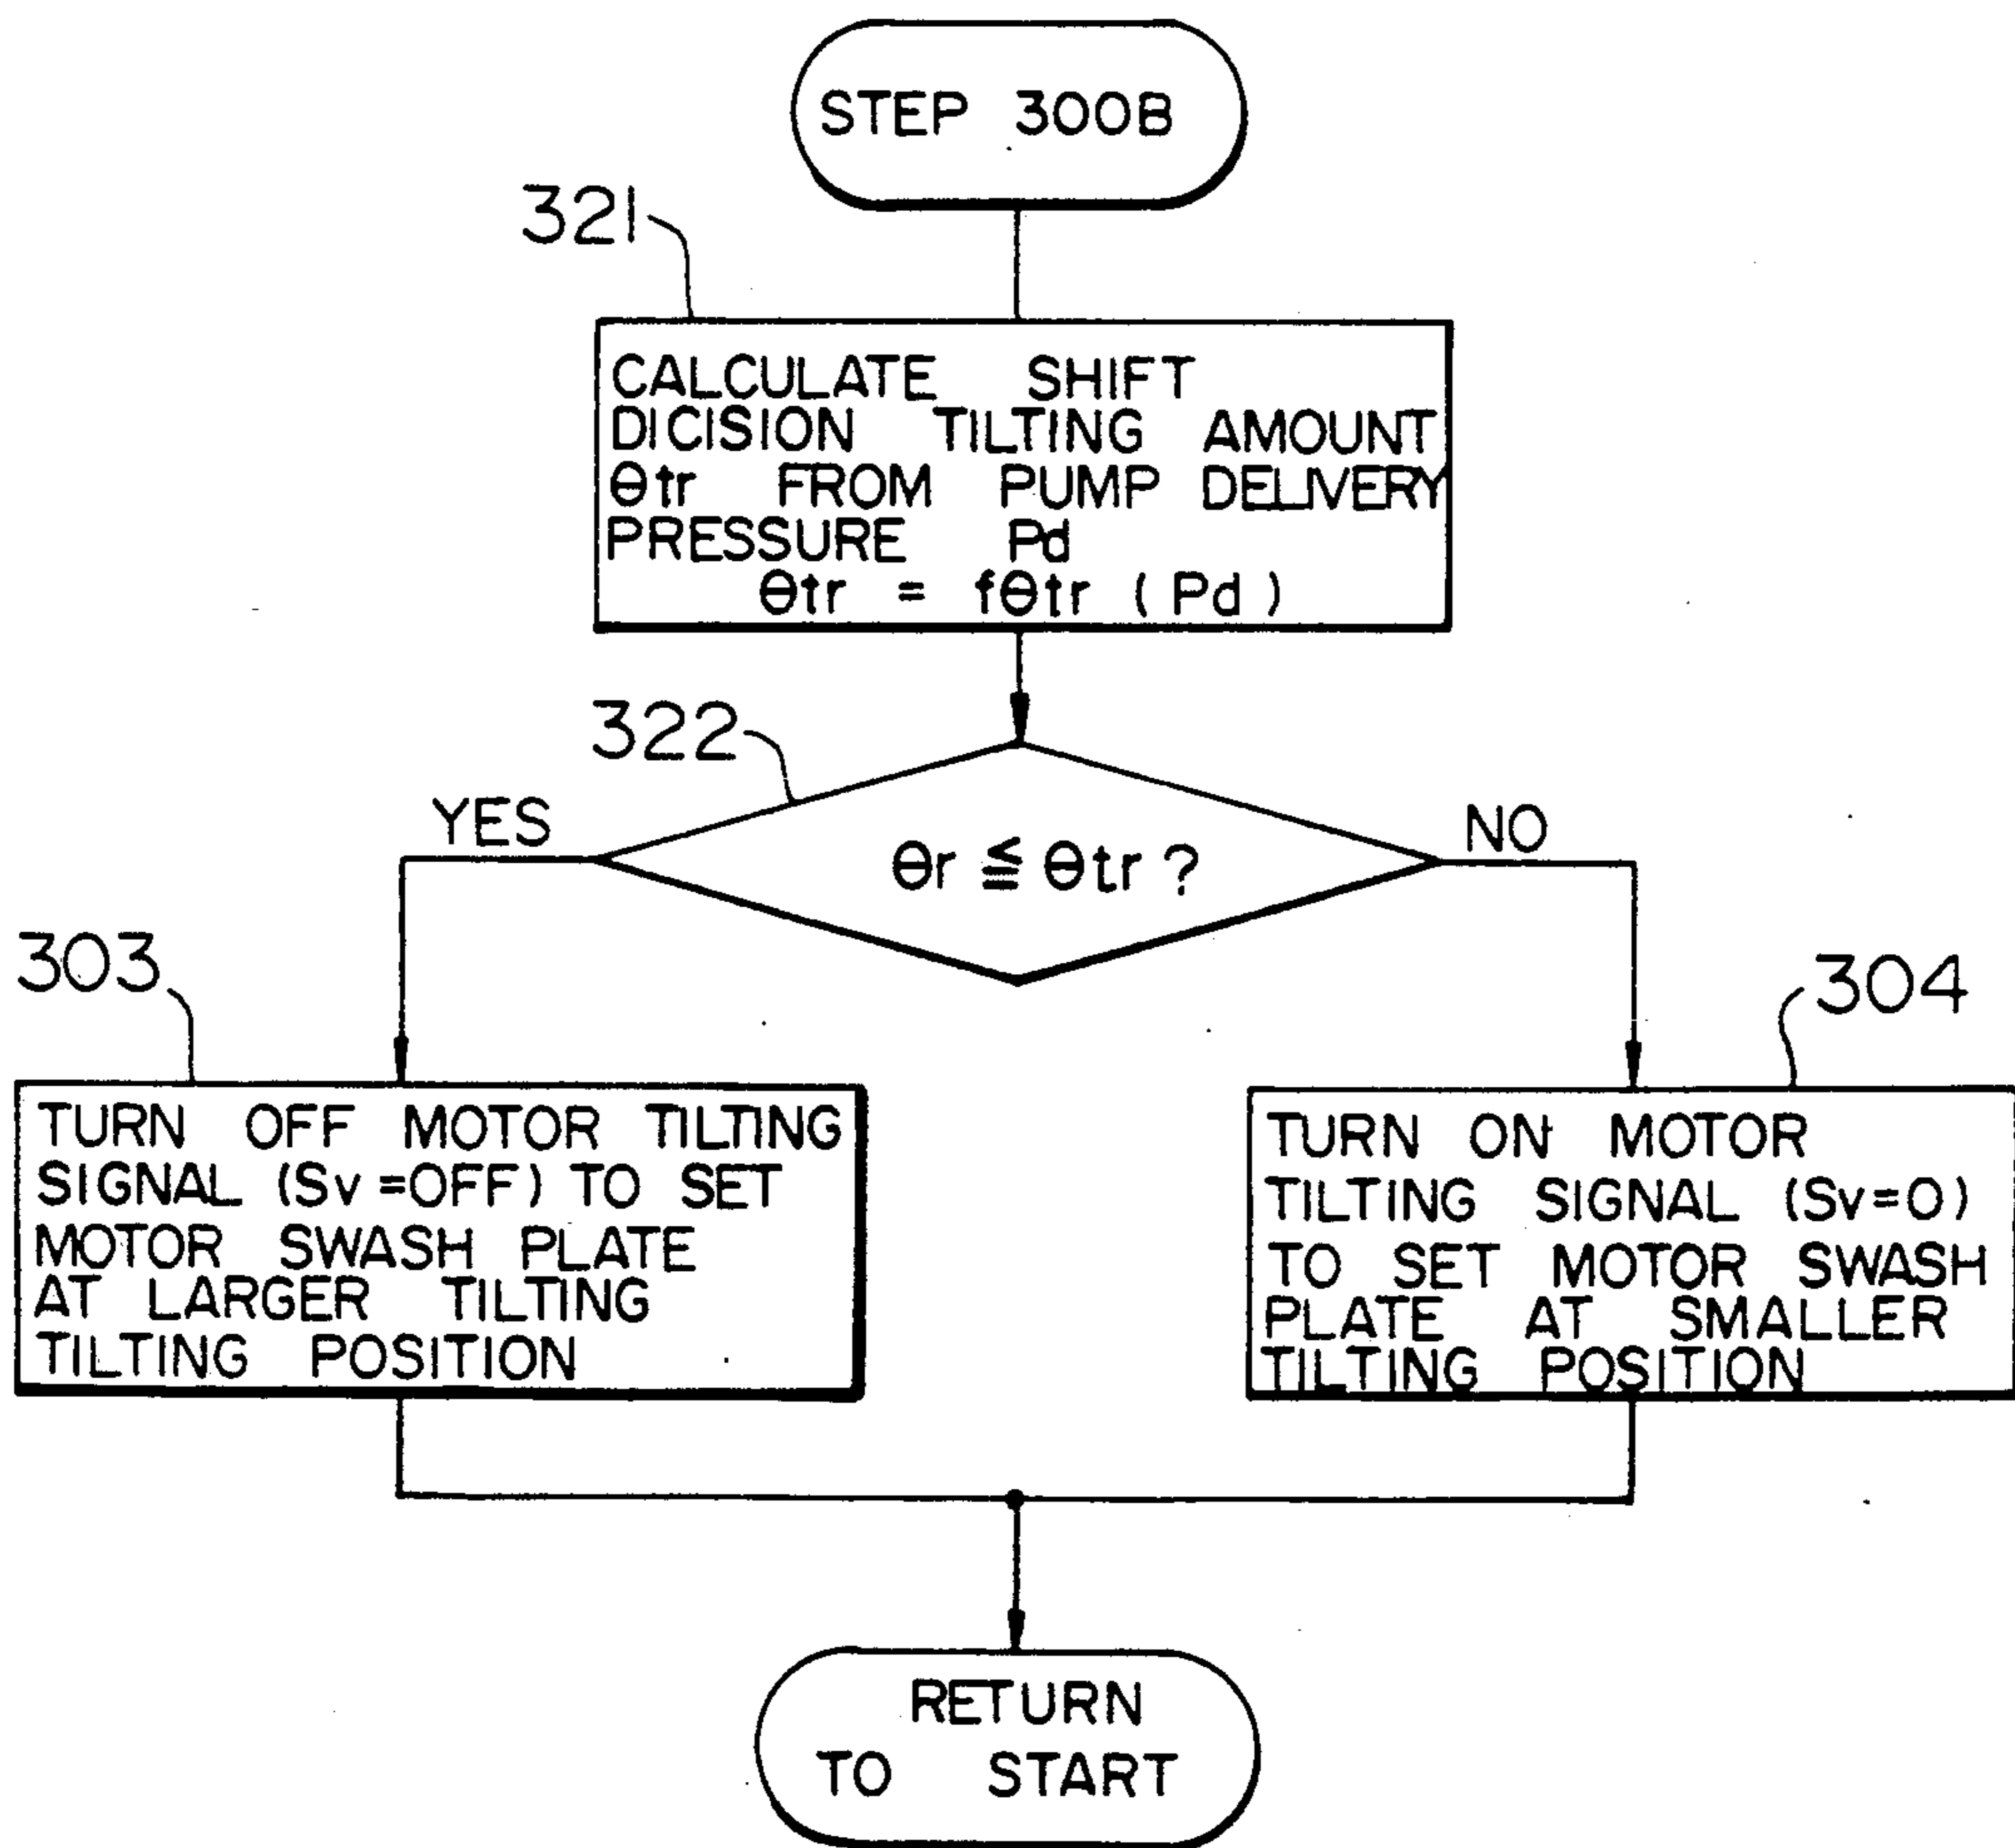 STEP 300B
321
CALCULATE SHIFT
DICISION TILTING AMOUNT
θtr FROM PUMP DELIVERY
PRESSURE Pd
θtr = fθtr (Pd)
322
YES
θr ≦ θtr ?
NO
303
304
TURN OFF MOTOR TILTING
SIGNAL (Sv=OFF) TO SET
MOTOR SWASH PLATE
AT LARGER TILTING
TILTING POSITION
TURN ON MOTOR
TILTING SIGNAL (Sv=O)
TO SET MOTOR SWASH
PLATE AT SMALLER
TILTING POSITION
RETURN
TO START